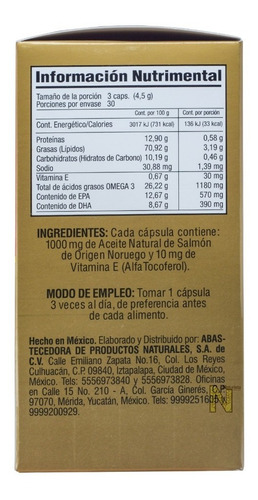 Información Nutrimental
Tamaño de la porción 3 caps. (4,5 g)
Porciones por envase 30
Cont. por 100 g Cont. por porción
Cont. Energético/Calories 3017 kJ (731 kcal) 136 kJ (33 kcal)
Proteínas 12,90 g 0,58 g
Grasas (Lípidos) 70,92 g 3,19 g
Carbohidratos (Hidratos de Carbono) 10,19 g 0,46 g
Sodio 30,88 mg 1,39 mg
Vitamina E 0,67 g 30 mg
Total de ácidos grasos OMEGA 3 26,22 g 1180 mg
Contenido de EPA 12,67 g 570 mg
Contenido de DHA 8,67 g 390 mg
INGREDIENTES: Cada cápsula contiene:
1000 mg de Aceite Natural de Salmón
de Origen Noruego y 10 mg de
Vitamina E (Alfa Tocoferol).
MODO DE EMPLEO: Tomar 1 cápsula
3 veces al día, de preferencia antes
de cada alimento.
Hecho en México. Elaborado y Distribuido por: ABAS-
TECEDORA DE PRODUCTOS NATURALES, S.A. de
C.V. Calle Emiliano Zapata No.16, Col. Los Reyes
Culhuacán, C.P 09840, Iztapalapa, Ciudad de México,
México. Tels: 5556973840 y 5556973828. Oficinas
en Calle 15 No. 210 - A, Col. García Ginerés, C.P.
97070, Mérida, Yucatán, México. Tels: 9999251605 y
9999200929.
N